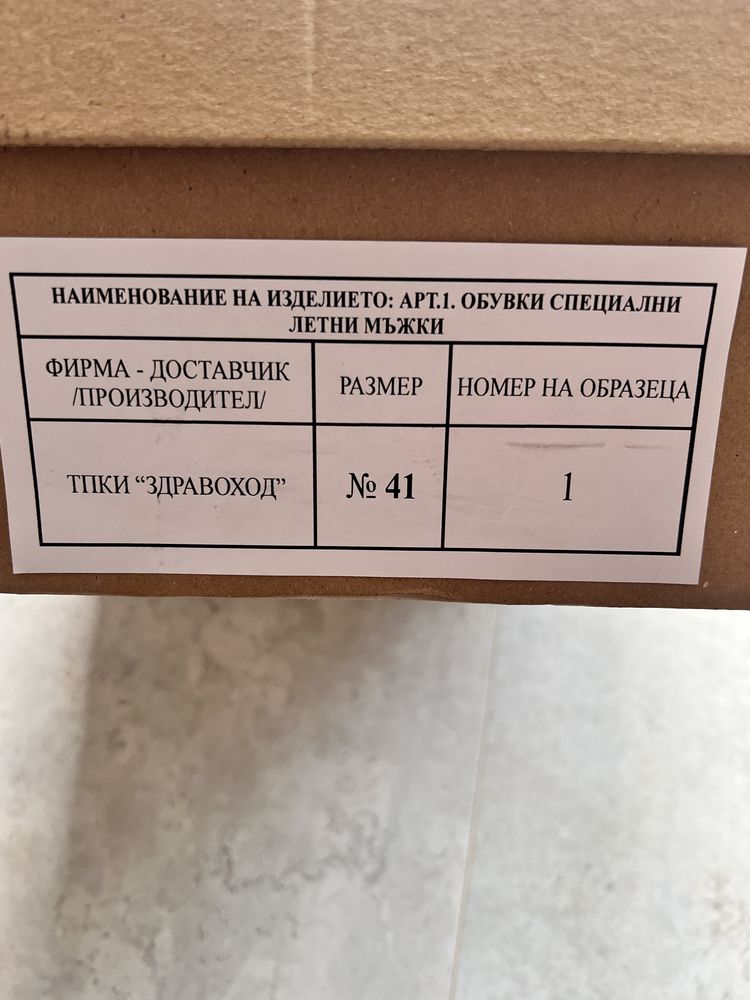 НАИМЕНОВАНИЕ НА ИЗДЕЛИЕТО: АРТ.1. ОБУВКИ СПЕЦИАЛНИ
ЛЕТНИ МЪЖКИ
ФИРМА - ДОСТАВЧИК
/ПРОИЗВОДИТЕЛ/
РАЗМЕР
НОМЕР НА ОБРАЗЕЦА
ТПКИ “ЗДРАВОХОД”
№ 41
1